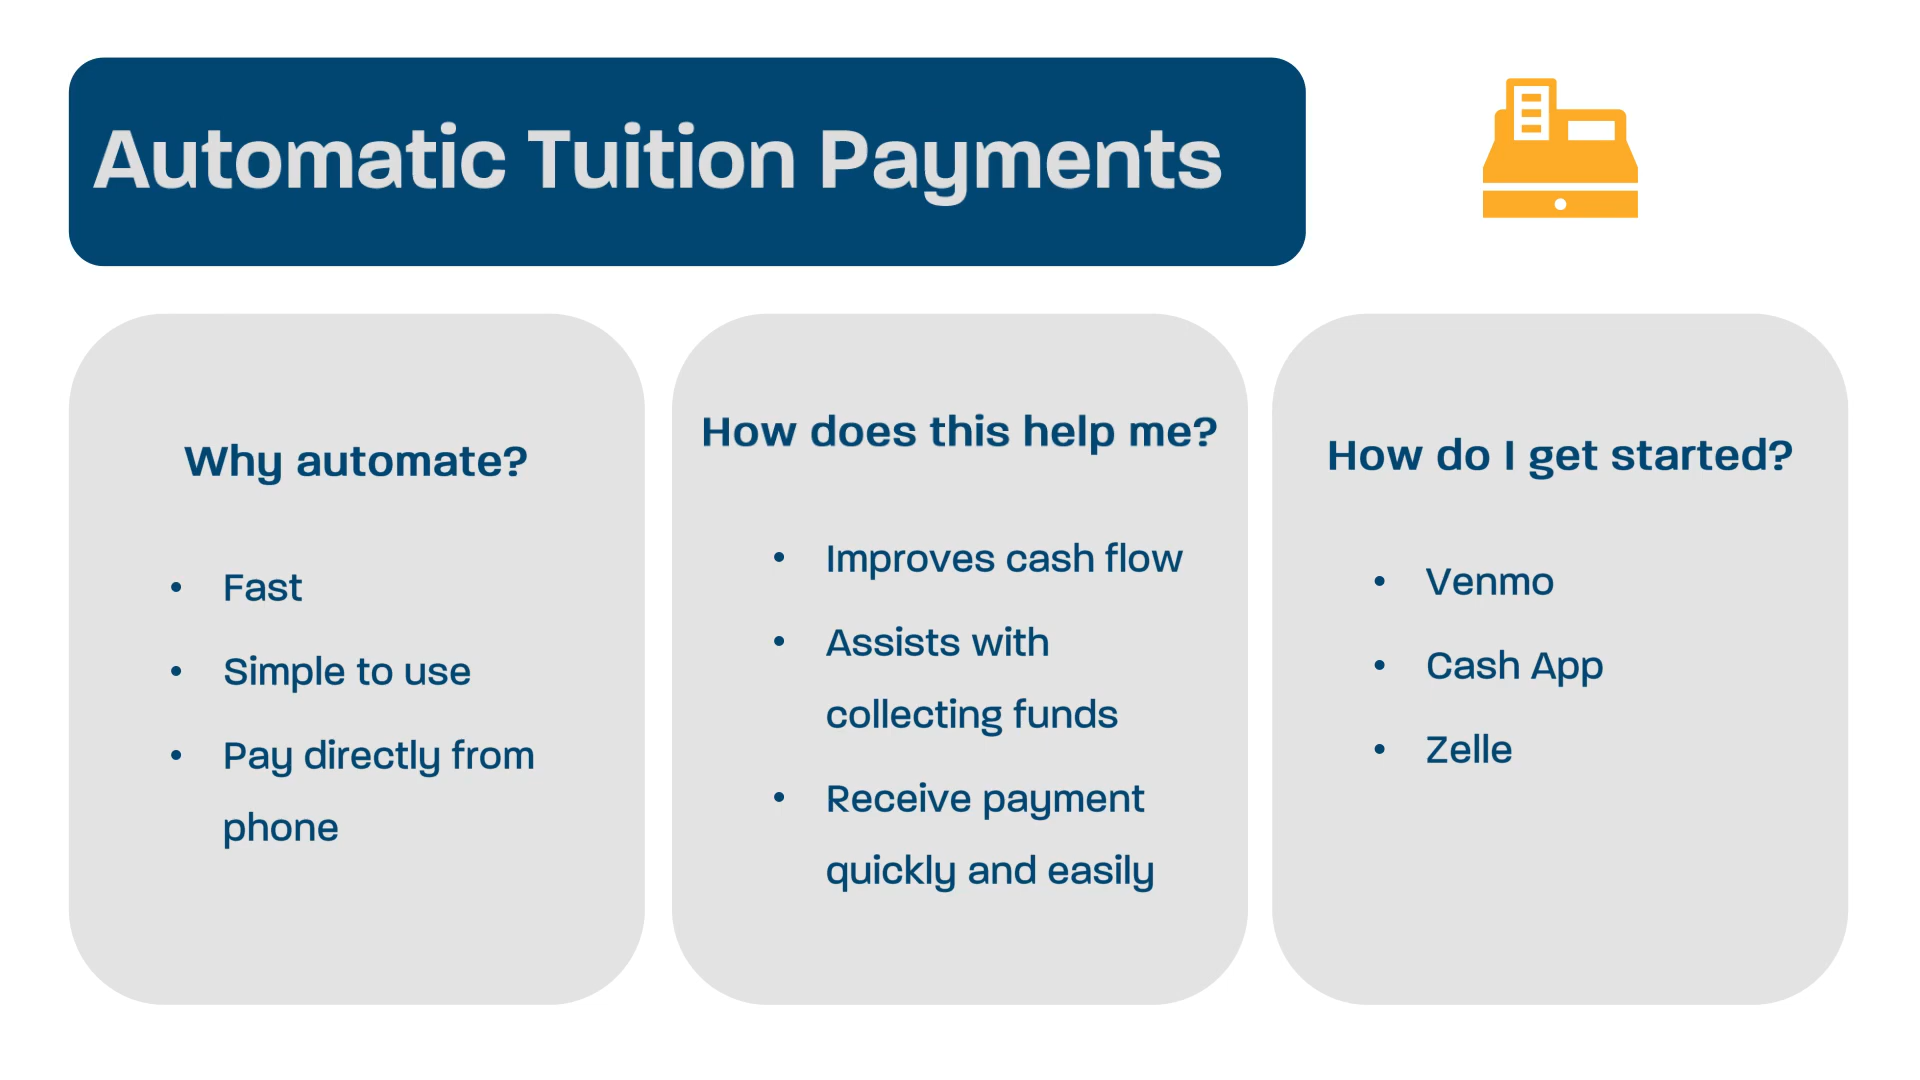 Automatic Tuition Payments
Why automate?
• Fast
• Simple to use
• Pay directly from
phone
How does this help me?
• Improves cash flow
• Assists with
collecting funds
• Receive payment
quickly and easily
How do I get started?
• Venmo
• Cash App
• Zelle